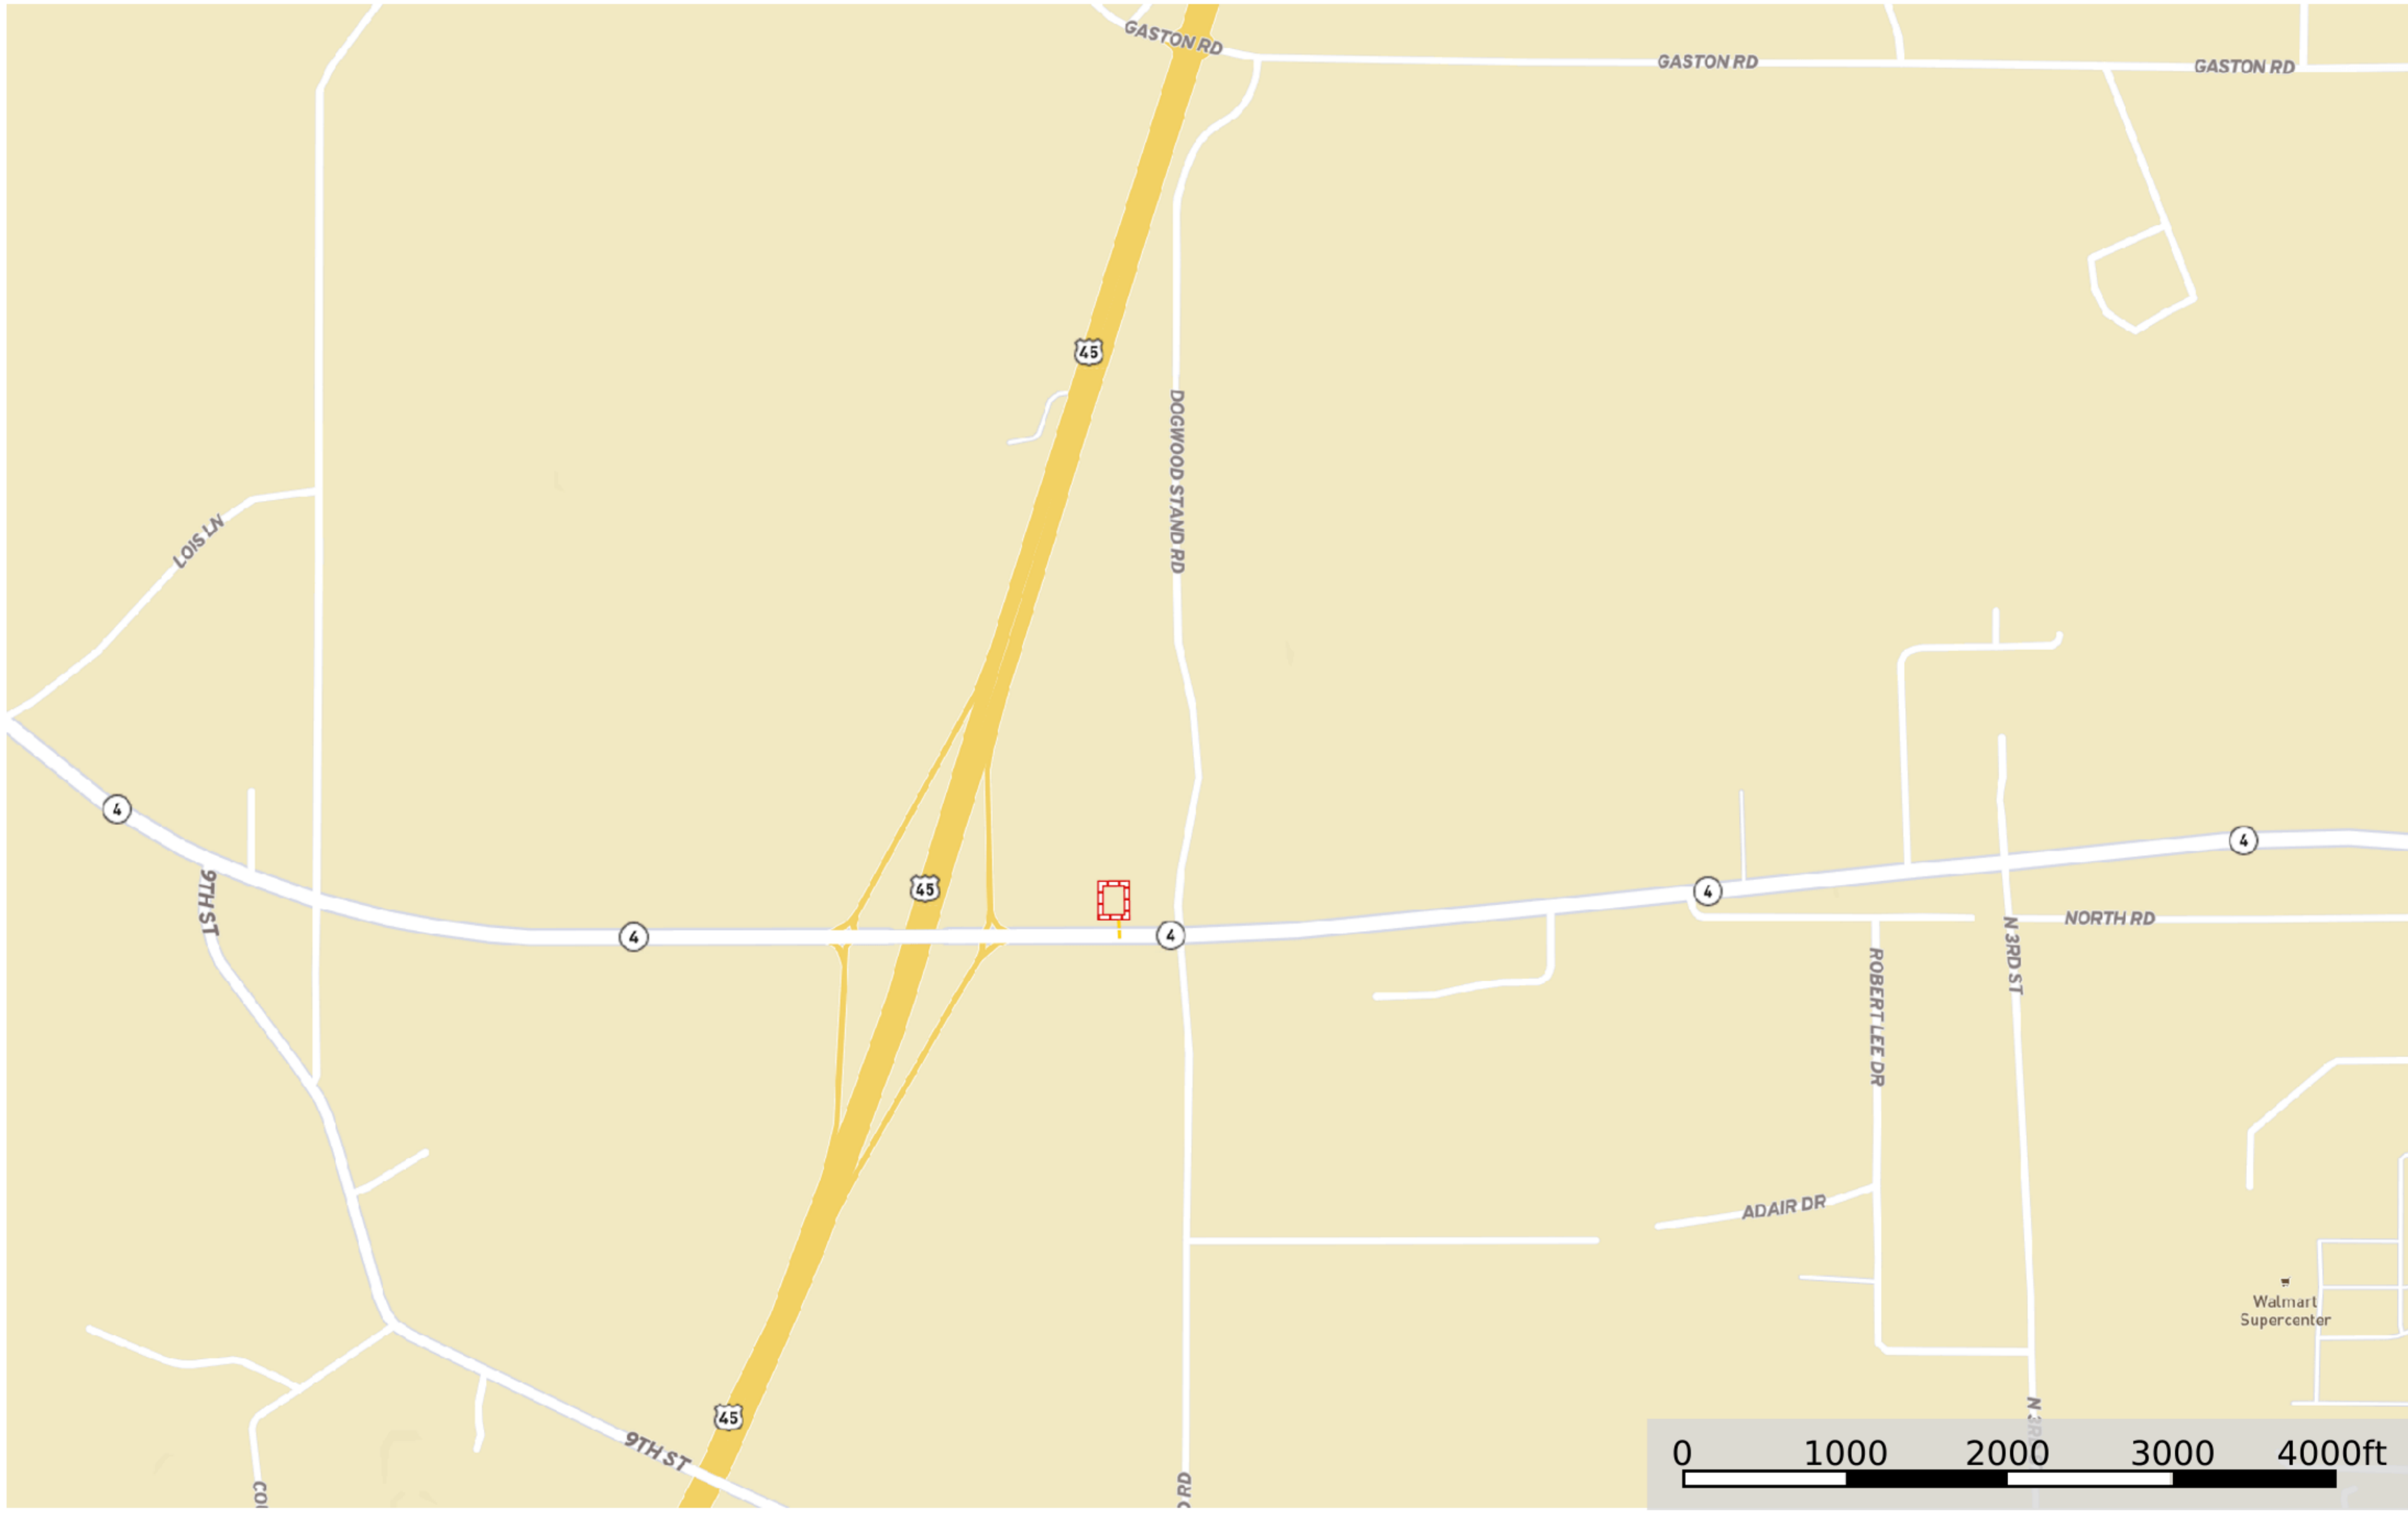 GASTON RD
GASTON RD
GASTON RD
45
DOGWOOD STAND RD
LOIS LN
4
4
9TH ST
45
4
4
4
NORTH RD
N 3RD ST
ROBERT LEE DR
ADAIR DR
Walmart
Supercenter
45
9TH ST
RD
0 1000 2000 3000 4000ft